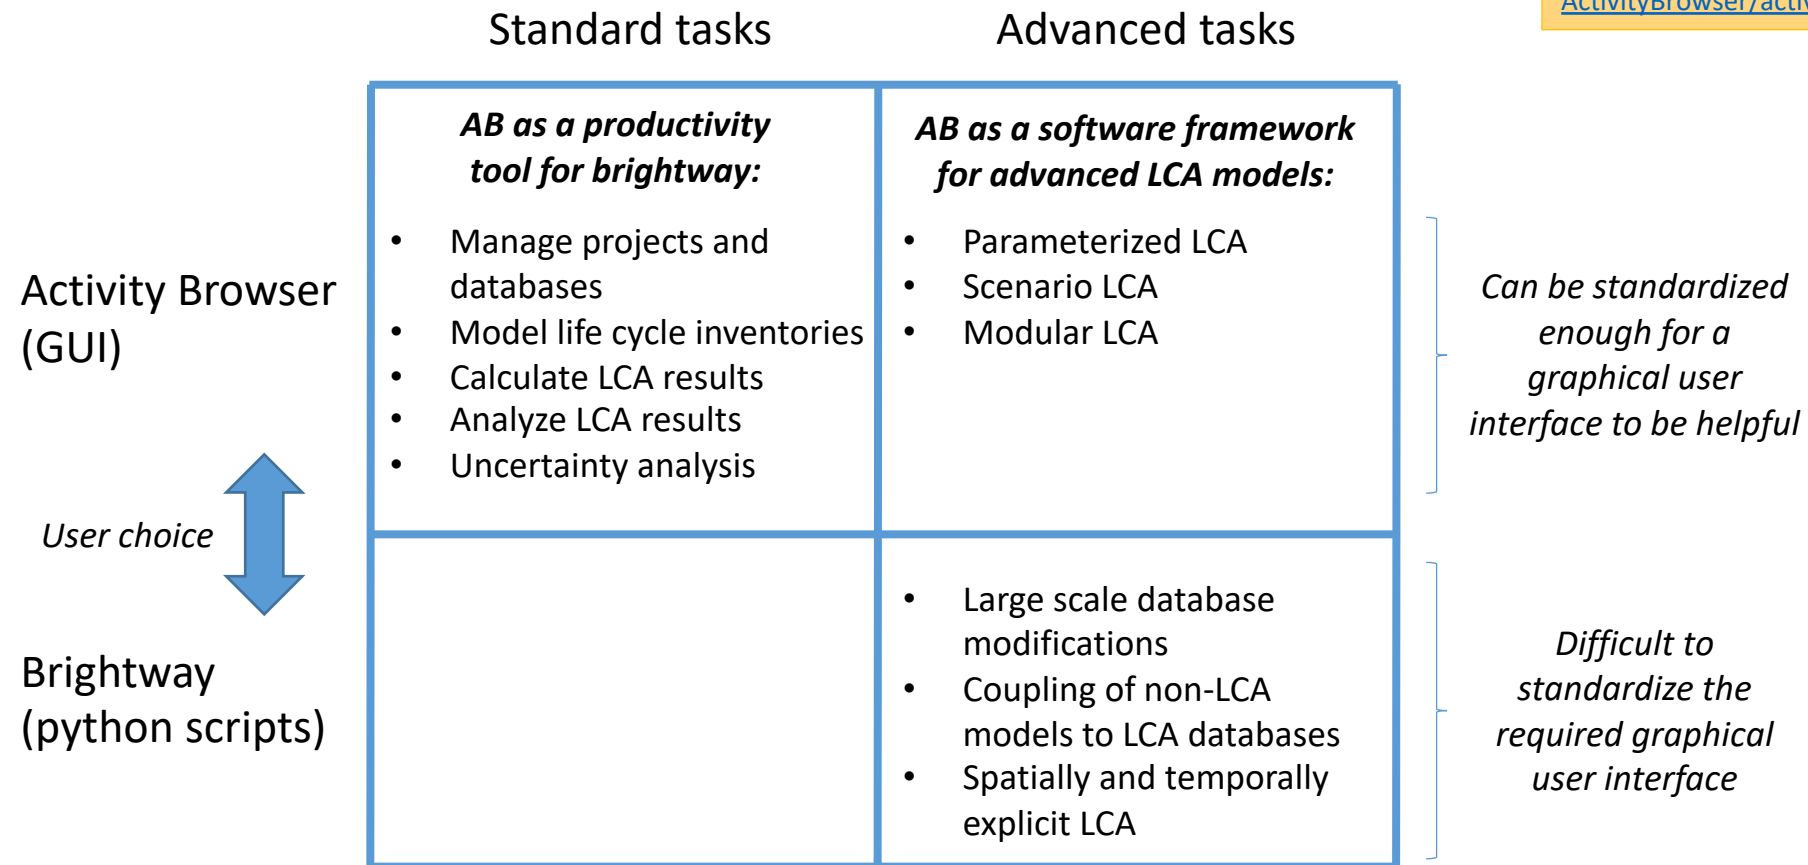 Standard tasks
Advanced tasks
AB as a productivity
tool for brightway:
• Manage projects and
databases
• Model life cycle inventories
• Calculate LCA results
• Analyze LCA results
• Uncertainty analysis
AB as a software framework
for advanced LCA models:
• Parameterized LCA
• Scenario LCA
• Modular LCA
Activity Browser
(GUI)
Can be standardized
enough for a
graphical user
interface to be helpful
User choice
Brightway
(python scripts)
• Large scale database
modifications
• Coupling of non-LCA
models to LCA databases
• Spatially and temporally
explicit LCA
Difficult to
standardize the
required graphical
user interface